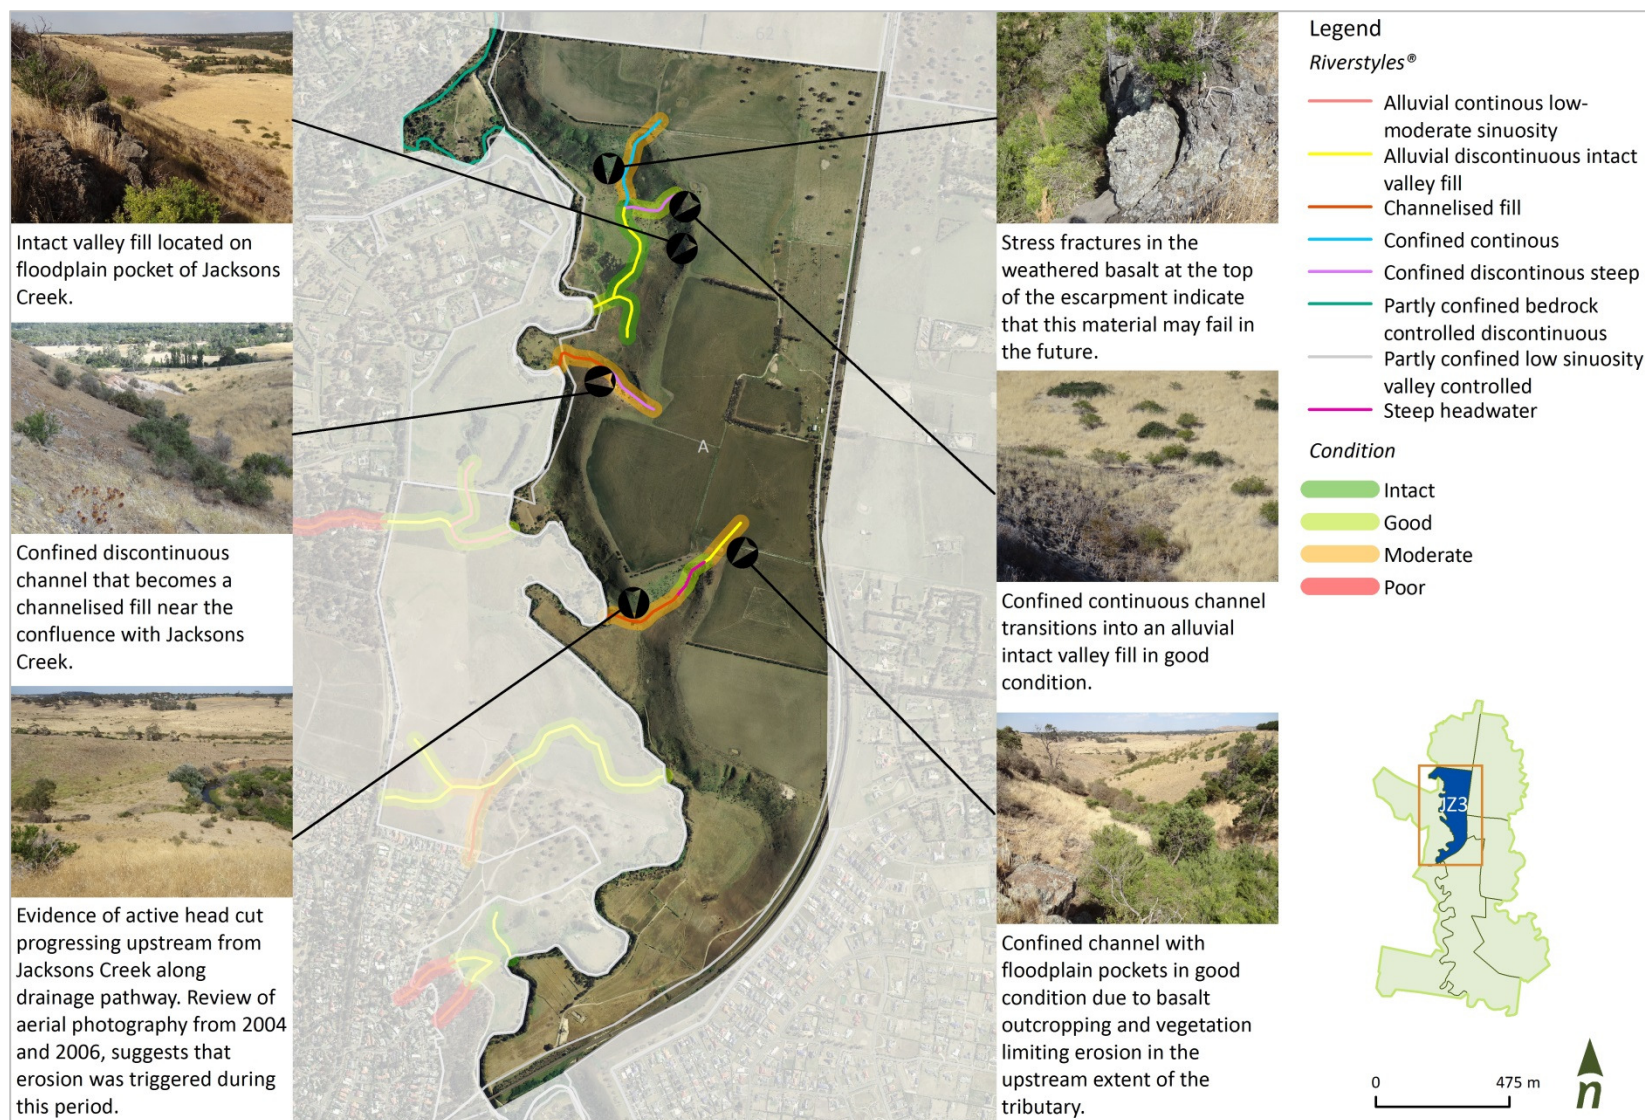 Intact valley fill located on
floodplain pocket of Jacksons
Creek.
Confined discontinuous
channel that becomes a
channelised fill near the
confluence with Jacksons
Creek.
Evidence of active head cut
progressing upstream from
Jacksons Creek along
drainage pathway. Review of
aerial photography from 2004
and 2006, suggests that
erosion was triggered during
this period.
62
A
Stress fractures in the
weathered basalt at the top
of the escarpment indicate
that this material may fail in
the future.
Confined continuous channel
transitions into an alluvial
intact valley fill in good
condition.
Confined channel with
floodplain pockets in good
condition due to basalt
outcropping and vegetation
limiting erosion in the
upstream extent of the
tributary.
Legend
Riverstyles®
Alluvial continous low-
moderate sinuosity
Alluvial discontinuous intact
valley fill
Channelised fill
Confined continous
Confined discontinous steep
Partly confined bedrock
controlled discontinuous
Partly confined low sinuosity
valley controlled
Steep headwater
Condition
Intact
Good
Moderate
Poor
JZ3
0 475 m
n